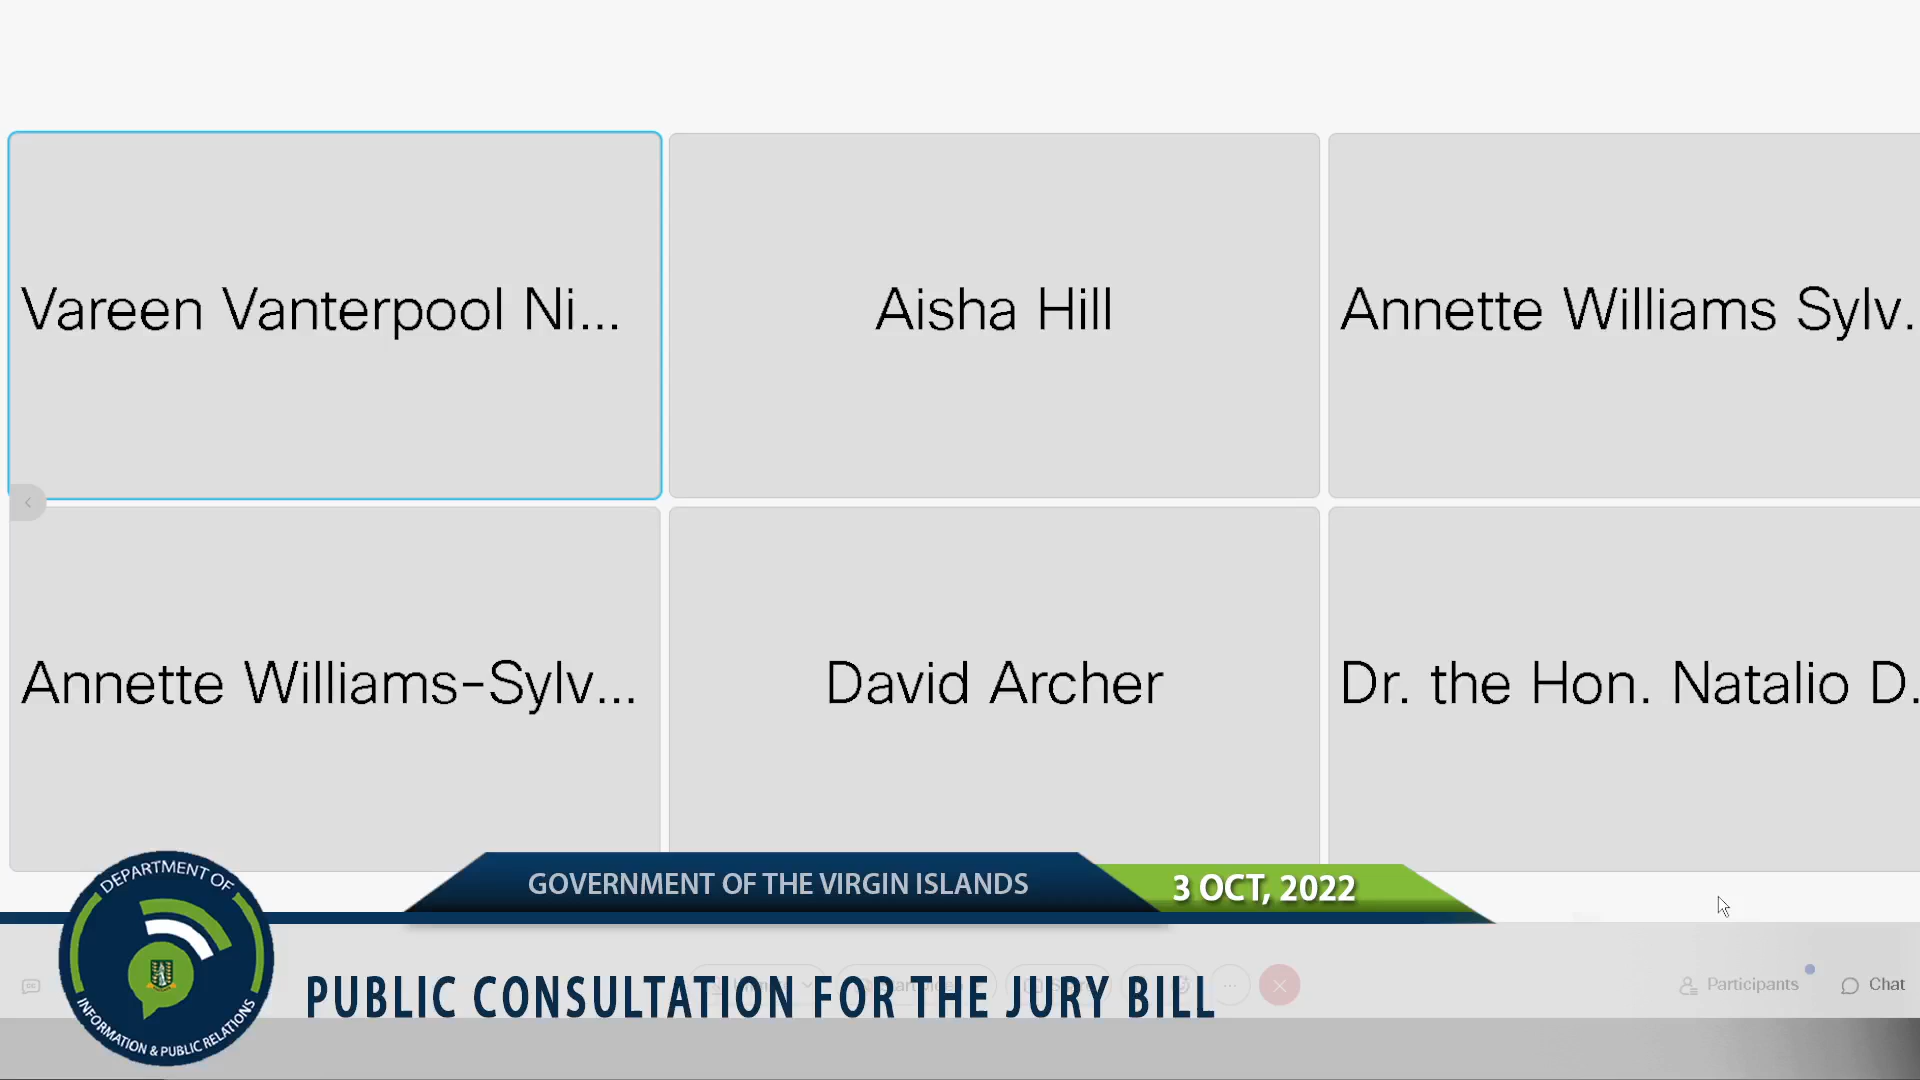 Vareen Vanterpool Ni...
Aisha Hill
Annette Williams Sylv.
Annette Williams-Sylv...
David Archer
Dr. the Hon. Natalio D.
GOVERNMENT OF THE VIRGIN ISLANDS
3 OCT, 2022
DEPARTMENT OF
INFORMATION & PUBLIC RELATIONS
PUBLIC CONSULTATION FOR THE JURY BILL
Participants
Chat